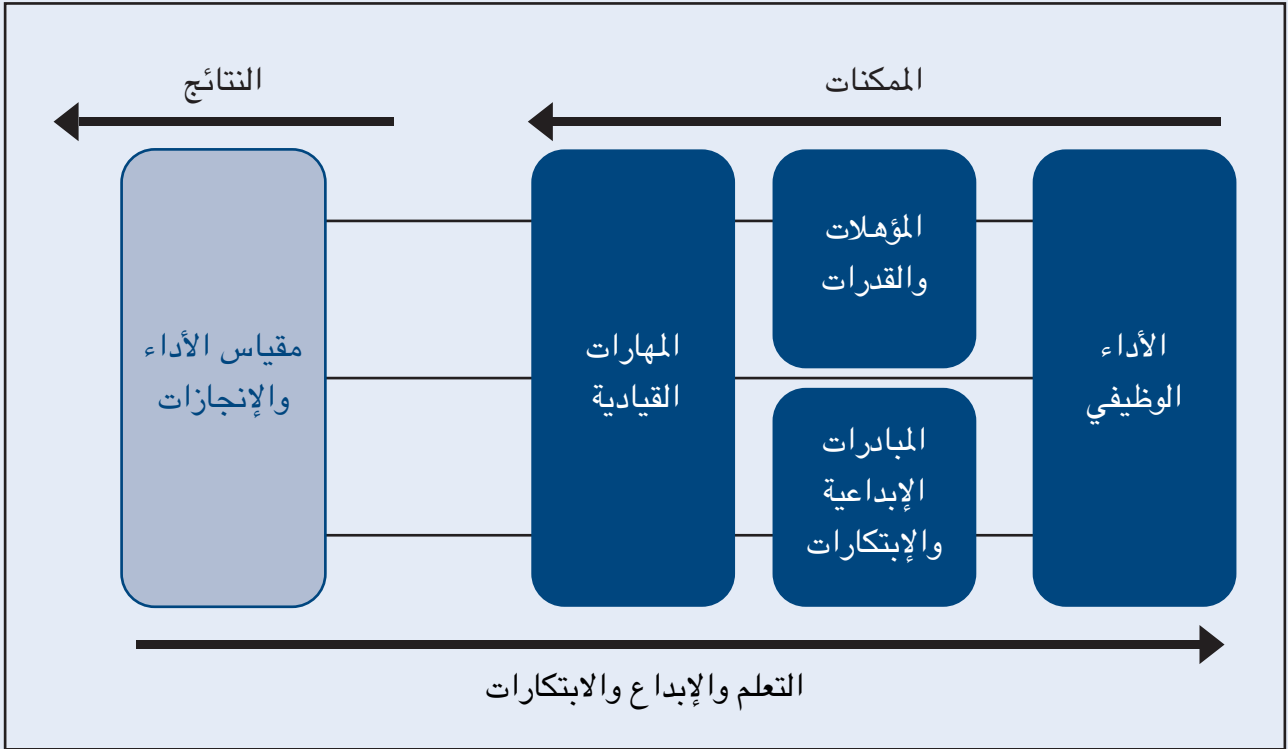 الممكنات
النتائج
الأداء
الوظيفي
المؤهلات
والقدرات
المبادرات
الإبداعية
والإبتكارات
المهارات
القيادية
مقياس الأداء
والإنجازات
التعلم والإبداع والابتكارات